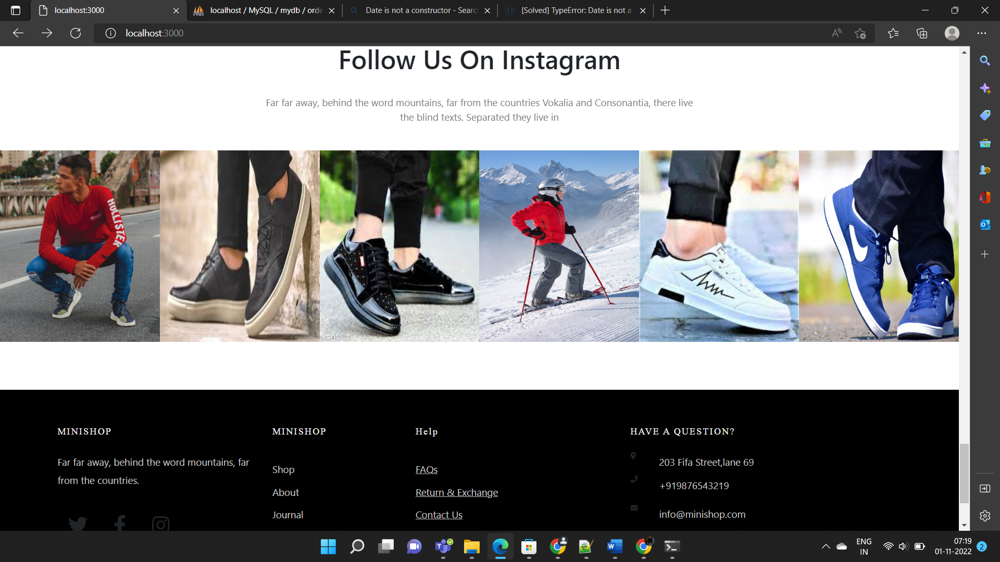 localhost:3000
localhost / MySQL / mydb / orde
Date is not a constructor - Searc
[Solved] TypeError: Date is not a
localhost:3000
Follow Us On Instagram
Far far away, behind the word mountains, far from the countries Vokalia and Consonantia, there live
the blind texts. Separated they live in
HOLLISTER
MINISHOP
Far far away, behind the word mountains, far
from the countries.
MINISHOP
Shop
About
Journal
Help
FAQs
Return & Exchange
Contact Us
HAVE A QUESTION?
203 Fifa Street,lane 69
+919876543219
info@minishop.com
ENG
IN
07:19
01-11-2022
2